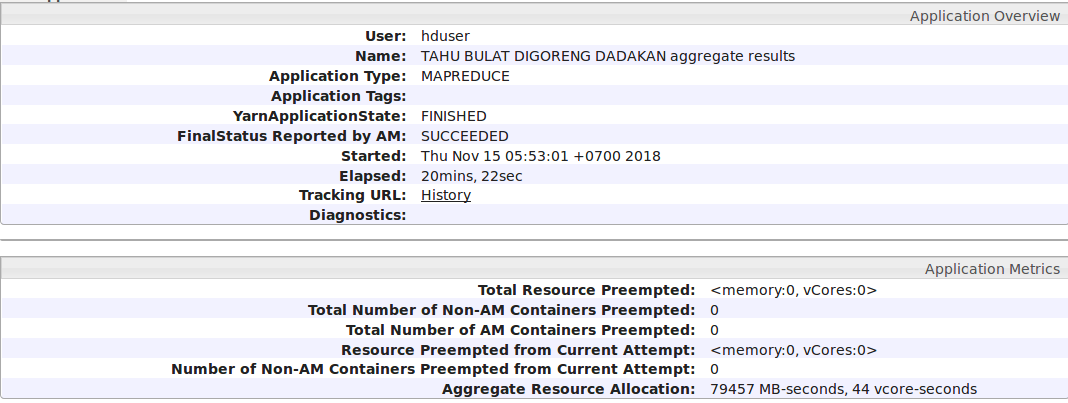 Application Overview
User: hduser
Name: TAHU BULAT DIGORENG DADAKAN aggregate results
Application Type: MAPREDUCE
Application Tags:
YarnApplicationState: FINISHED
FinalStatus Reported by AM: SUCCEEDED
Started: Thu Nov 15 05:53:01 +0700 2018
Elapsed: 20mins, 22sec
Tracking URL: History
Diagnostics:
Application Metrics
Total Resource Preempted: <memory:0, vCores:0>
Total Number of Non-AM Containers Preempted: 0
Total Number of AM Containers Preempted: 0
Resource Preempted from Current Attempt: <memory:0, vCores:0>
Number of Non-AM Containers Preempted from Current Attempt: 0
Aggregate Resource Allocation: 79457 MB-seconds, 44 vcore-seconds